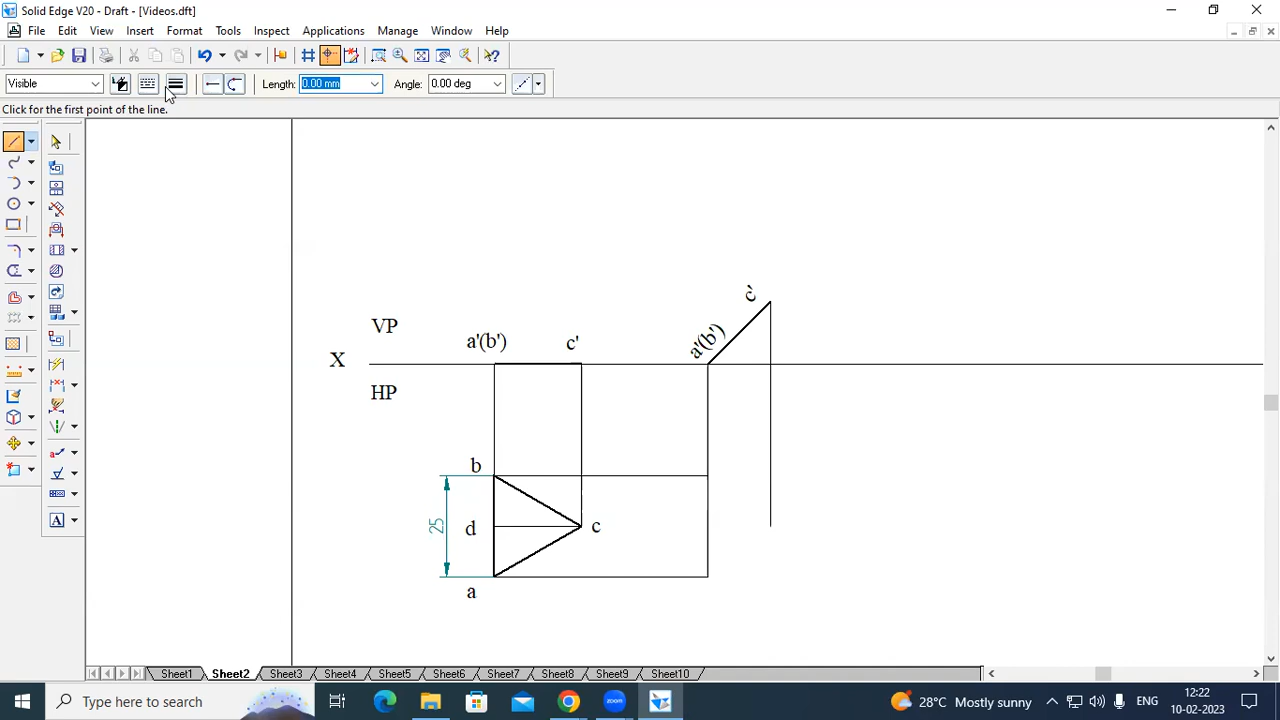 Solid Edge V20 - Draft - [Videos.dft]
File Edit View Insert Format Tools Inspect Applications Manage Window Help
Visible Length: 0.00 mm Angle: 0.00 deg
Click for the first point of the line.
c'
VP
a'(b') c' a'(b')
X
HP
b
25 d c
a
Sheet1 Sheet2 Sheet3 Sheet4 Sheet5 Sheet6 Sheet7 Sheet8 Sheet9 Sheet10
Type here to search 28°C Mostly sunny ENG 12:22
10-02-2023